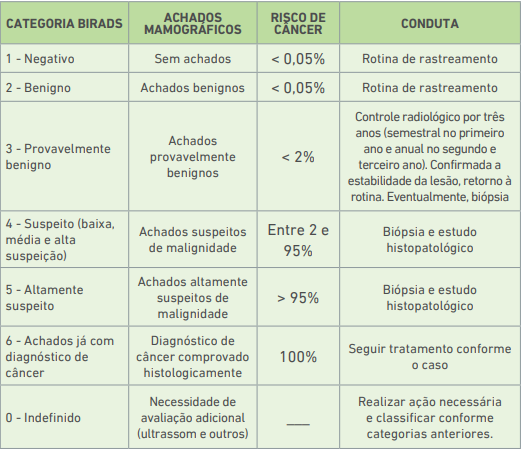 CATEGORIA BIRADS
ACHADOS
MAMOGRÁFICOS
RISCO DE
CÂNCER
CONDUTA
1 - Negativo
Sem achados
< 0,05%
Rotina de rastreamento
2 - Benigno
Achados benignos
< 0,05%
Rotina de rastreamento
3 - Provavelmente
benigno
Achados
provavelmente
benignos
< 2%
Controle radiológico por três
anos (semestral no primeiro
ano e anual no segundo e
terceiro ano). Confirmada a
estabilidade da lesão, retorno à
rotina. Eventualmente, biópsia
4 - Suspeito (baixa,
média e alta
suspeição)
Achados suspeitos
de malignidade
Entre 2 e
95%
Biópsia e estudo
histopatológico
5 - Altamente
suspeito
Achados altamente
suspeitos de
malignidade
> 95%
Biópsia e estudo
histopatológico
6 - Achados já com
diagnóstico de
câncer
Diagnóstico de
câncer comprovado
histologicamente
100%
Seguir tratamento conforme
o caso
0 - Indefinido
Necessidade de
avaliação adicional
(ultrassom e outros)
___
Realizar ação necessária
e classificar conforme
categorias anteriores.